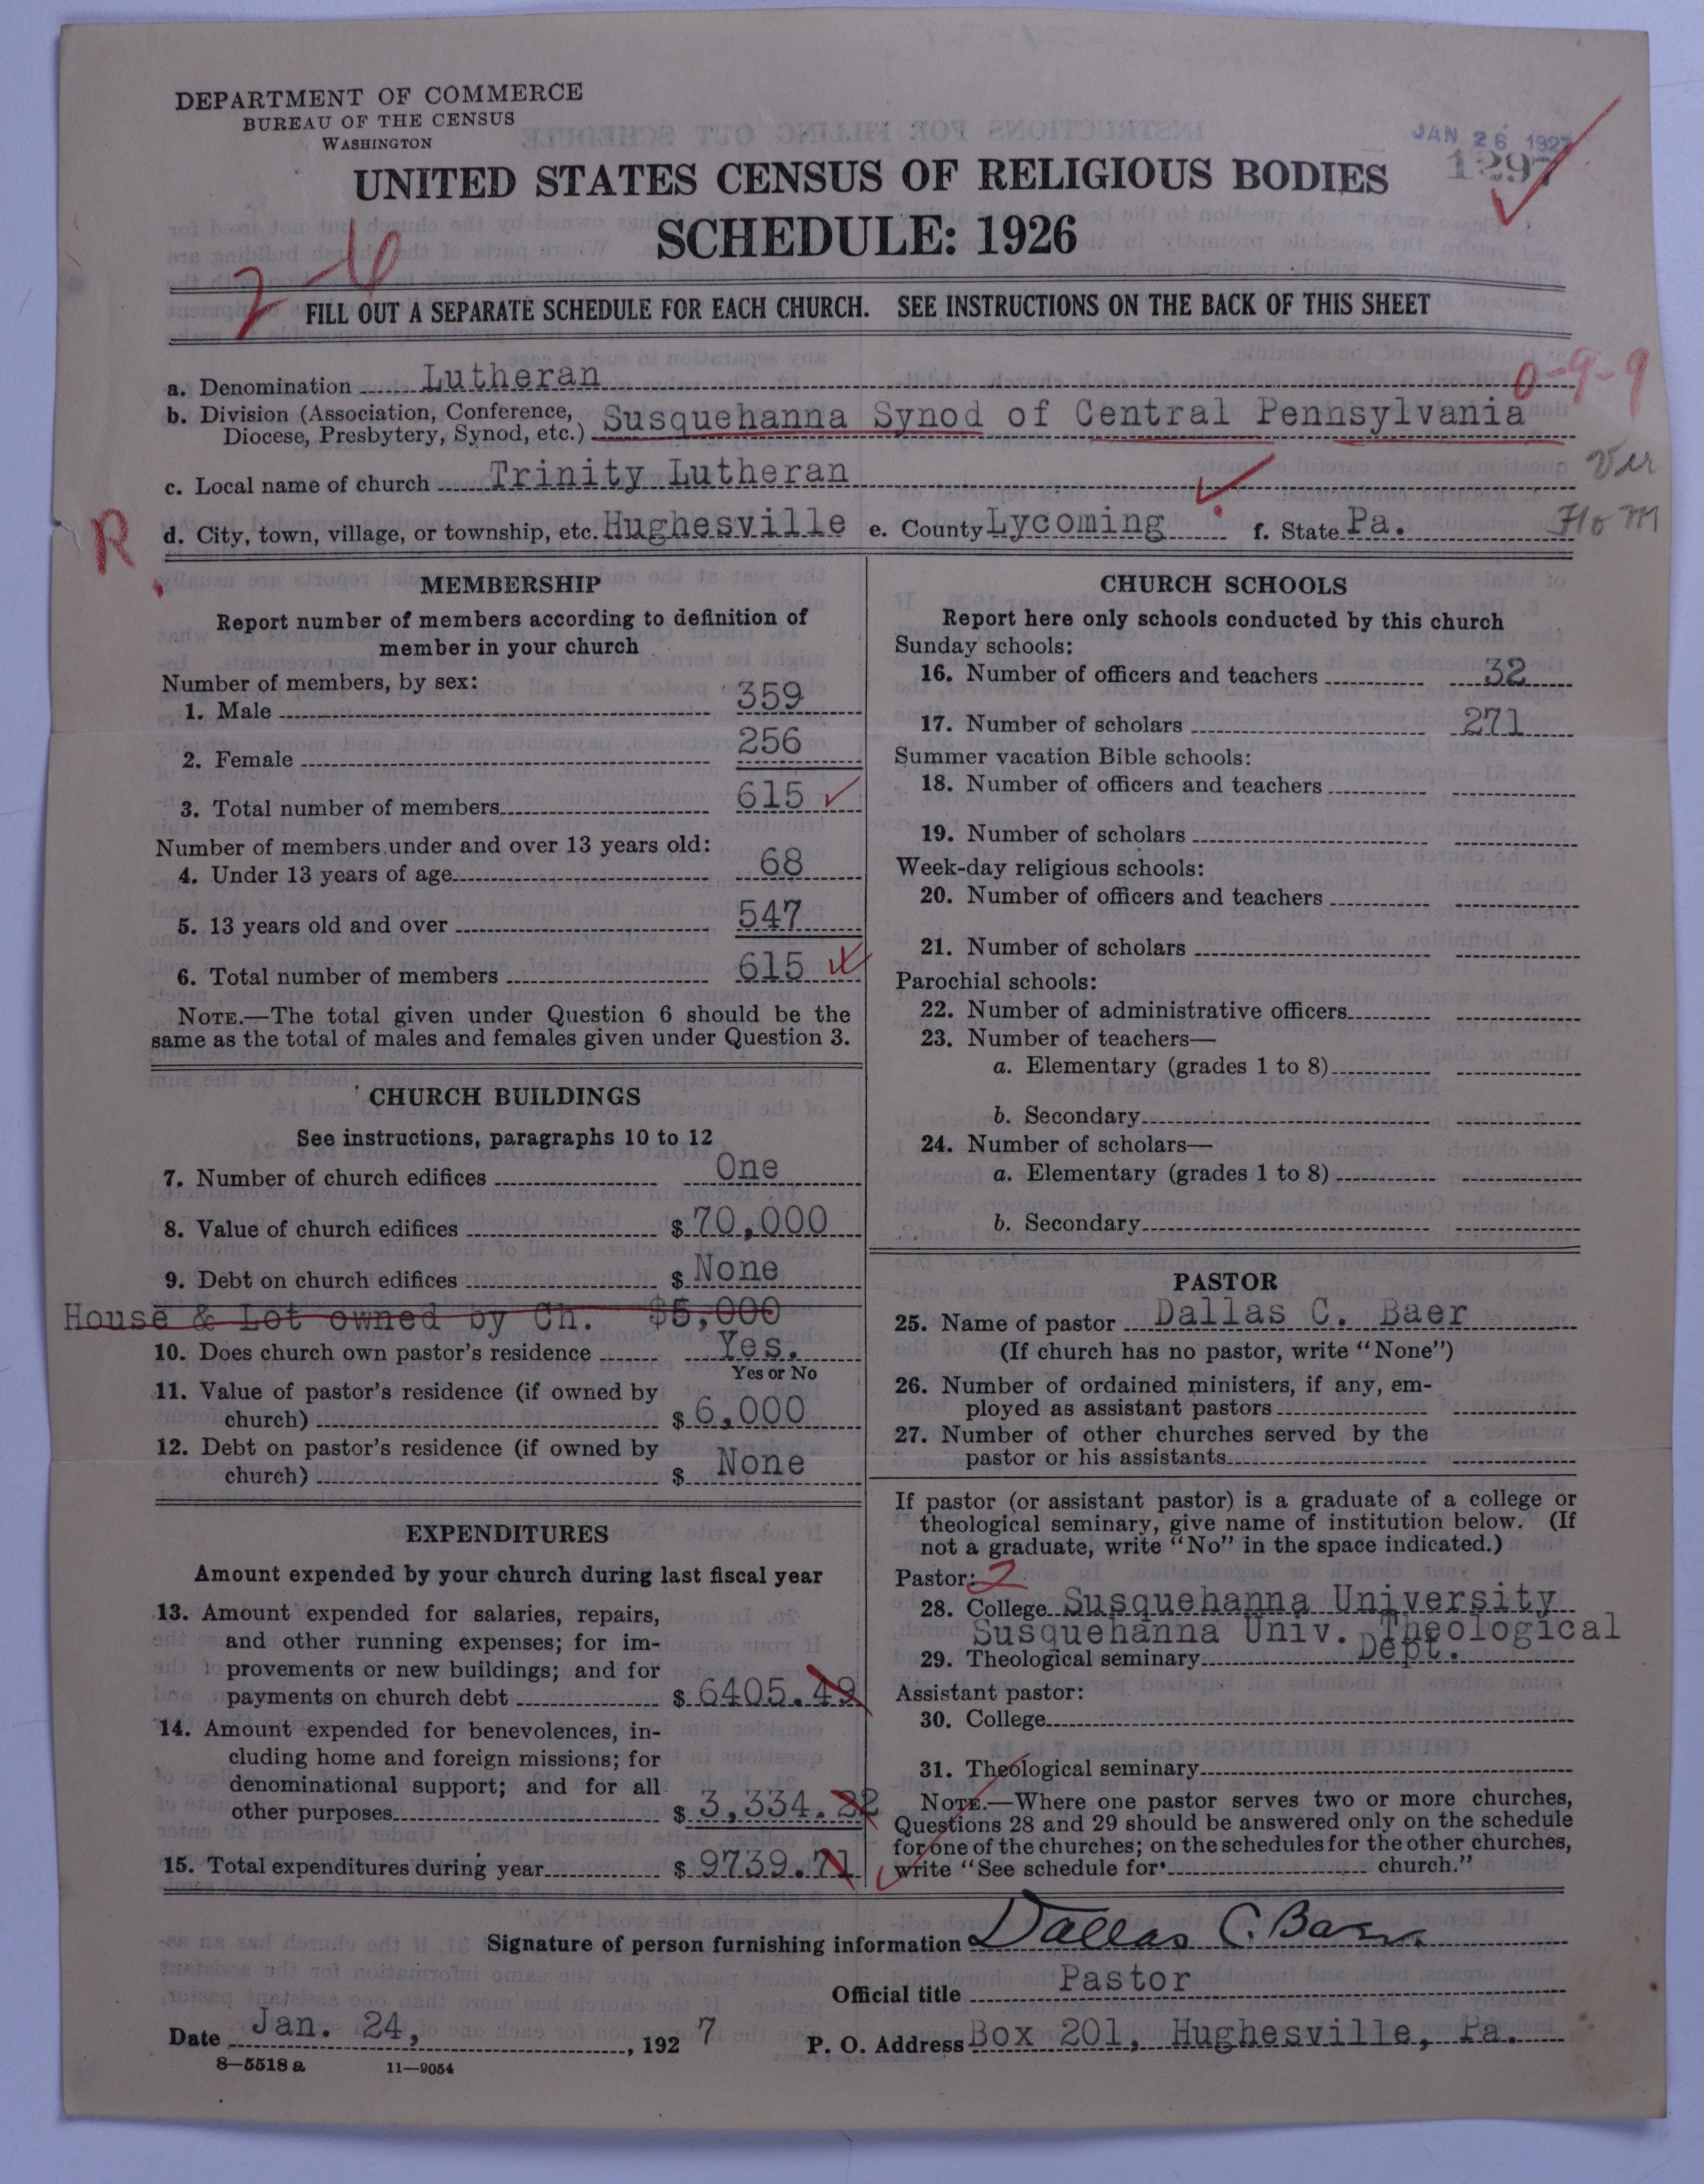 DEPARTMENT OF COMMERCE
BUREAU OF THE CENSUS
WASHINGTON
JAN 26 1927
1297
UNITED STATES CENSUS OF RELIGIOUS BODIES
SCHEDULE: 1926
2-6
FILL OUT A SEPARATE SCHEDULE FOR EACH CHURCH. SEE INSTRUCTIONS ON THE BACK OF THIS SHEET
a. Denomination Lutheran
0-9-9
b. Division (Association, Conference, Diocese, Presbytery, Synod, etc.) Susquehanna Synod of Central Pennsylvania
c. Local name of church Trinity Lutheran
Ver
R
d. City, town, village, or township, etc. Hughesville e. County Lycoming f. State Pa.
MEMBERSHIP
Report number of members according to definition of
member in your church
Number of members, by sex:
1. Male 359
2. Female 256
3. Total number of members 615
Number of members under and over 13 years old:
4. Under 13 years of age 68
5. 13 years old and over 547
6. Total number of members 615
NOTE.—The total given under Question 6 should be the
same as the total of males and females given under Question 3.
CHURCH BUILDINGS
See instructions, paragraphs 10 to 12
7. Number of church edifices One
8. Value of church edifices $ 70,000
9. Debt on church edifices $ None
House & Lot owned by Ch. $5,000
10. Does church own pastor's residence Yes.
Yes or No
11. Value of pastor's residence (if owned by
church) $ 6,000
12. Debt on pastor's residence (if owned by
church) $ None
EXPENDITURES
Amount expended by your church during last fiscal year
13. Amount expended for salaries, repairs,
and other running expenses; for im-
provements or new buildings; and for
payments on church debt $ 6405.49
14. Amount expended for benevolences, in-
cluding home and foreign missions; for
denominational support; and for all
other purposes $ 3,334.22
15. Total expenditures during year $ 9739.71
CHURCH SCHOOLS
Report here only schools conducted by this church
Sunday schools:
16. Number of officers and teachers 32
17. Number of scholars 271
Summer vacation Bible schools:
18. Number of officers and teachers
19. Number of scholars
Week-day religious schools:
20. Number of officers and teachers
21. Number of scholars
Parochial schools:
22. Number of administrative officers
23. Number of teachers—
a. Elementary (grades 1 to 8)
b. Secondary
24. Number of scholars—
a. Elementary (grades 1 to 8)
b. Secondary
PASTOR
25. Name of pastor Dallas C. Baer
(If church has no pastor, write "None")
26. Number of ordained ministers, if any, em-
ployed as assistant pastors
27. Number of other churches served by the
pastor or his assistants
If pastor (or assistant pastor) is a graduate of a college or
theological seminary, give name of institution below. (If
not a graduate, write "No" in the space indicated.)
Pastor: 2
28. College Susquehanna University
Susquehanna Univ. Theological
29. Theological seminary Dept.
Assistant pastor:
30. College
31. Theological seminary
NOTE.—Where one pastor serves two or more churches,
Questions 28 and 29 should be answered only on the schedule
for one of the churches; on the schedules for the other churches,
write "See schedule for church."
Signature of person furnishing information Dallas C. Baer
Official title Pastor
Date Jan. 24, 1927 P. O. Address Box 201, Hughesville, Pa.
8—5518 a 11—9054